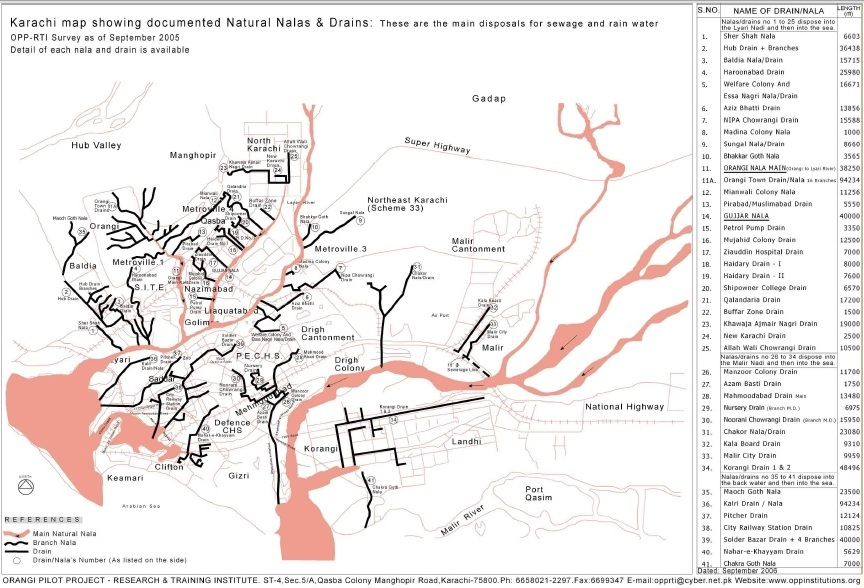 Karachi map showing documented Natural Nalas & Drains: These are the main disposals for sewage and rain water
OPP-RTI Survey as of September 2005
Detail of each nala and drain is available
Gadap
Hub Valley
Manghopir
North
Karachi
Super Highway
Northeast Karachi
(Scheme 33)
Orangi
Metroville.4
Qasba
Metroville.3
Malir
Cantonment
Baldia
Metroville.1
S.I.T.E.
Nazimabad
Liaquatabad
Golimar
Air Port
Drigh
Cantonment
Malir
P.E.C.H.S.
Drigh
Colony
Lyari
Saddar
Defence
CHS
Clifton
Gizri
Korangi
Landhi
National Highway
Keamari
Arabian Sea
Port
Qasim
Malir River
REFERENCES
Main Natural Nala
Branch Nala
Drain
Drain/Nala's Number (As listed on the side)
S.NO. NAME OF DRAIN/NALA LENGTH (rft)
Nalas/drains no 1 to 25 dispose into
the Lyari Nadi and then into the sea.
1. Sher Shah Nala 6603
2. Hub Drain + Branches 36438
3. Baldia Nala/Drain 15715
4. Haroonabad Drain 25980
5. Welfare Colony And 16671
Essa Nagri Nala/Drain
6. Aziz Bhatti Drain 13856
7. NIPA Chowrangi Drain 15588
8. Madina Colony Nala 1000
9. Sungal Nala/Drain 8660
10. Bhakkar Goth Nala 3565
11. ORANGI NALA MAIN 38250
11A. Orangi Town Drain/Nala 94234
12. Mianwali Colony Nala 11256
13. Pirabad/Muslimabad Drain 5550
14. GUJJAR NALA 40000
15. Petrol Pump Drain 3350
16. Mujahid Colony Drain 12500
17. Ziauddin Hospital Drain 7000
18. Haidary Drain - I 8000
19. Haidary Drain - II 7600
20. Shipowner College Drain 6570
21. Qalandaria Drain 17200
22. Buffar Zone Drain 1500
23. Khawaja Ajmair Nagri Drain 19000
24. New Karachi Drain 2500
25. Allah Wali Chowrangi Drain 10500
Nalas/drains no 26 to 34 dispose into
the Malir Nadi and then into the sea.
26. Manzoor Colony Drain 11700
27. Azam Basti Drain 1750
28. Mahmoodabad Drain Main 13480
29. Nursery Drain (Branch M.D.) 6975
30. Noorani Chowrangi Drain (Branch M.D.) 15950
31. Chakor Nala/Drain 23080
32. Kala Board Drain 9310
33. Malir City Drain 9959
34. Korangi Drain 1 & 2 48496
Nalas/drains no 35 to 41 dispose into
the back water and then into the sea.
35. Maoch Goth Nala 23500
36. Kalri Drain / Nala 94234
37. Pitcher Drain 12124
38. City Railway Station Drain 10825
39. Solder Bazar Drain + 4 Branches 40000
40. Nahar-e-Khayyam Drain 5629
41. Chakra Goth Nala 7000
Dated: September 2006
ORANGI PILOT PROJECT - RESEARCH & TRAINING INSTITUTE. ST-4,Sec.5/A,Qasba Colony Manghopir Road,Karachi-75800.Ph: 6658021-2297.Fax:6699347 E-mail:opprti@cyber.net.pk Website:www.oppinstitutions.org